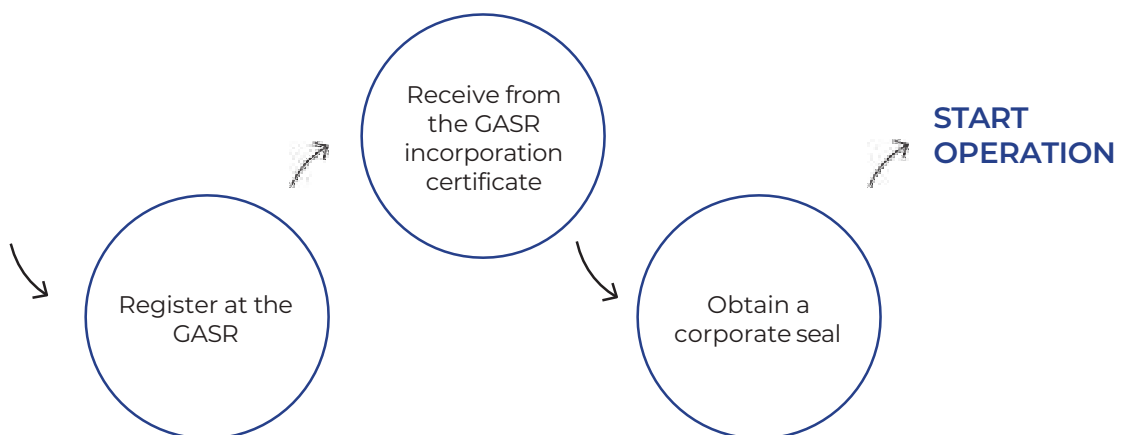 Register at the
GASR
Receive from
the GASR
incorporation
certificate
Obtain a
corporate seal
START
OPERATION